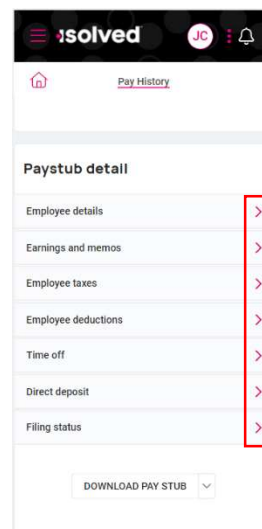 isolved JC
Pay History
Paystub detail
Employee details
Earnings and memos
Employee taxes
Employee deductions
Time off
Direct deposit
Filing status
DOWNLOAD PAY STUB